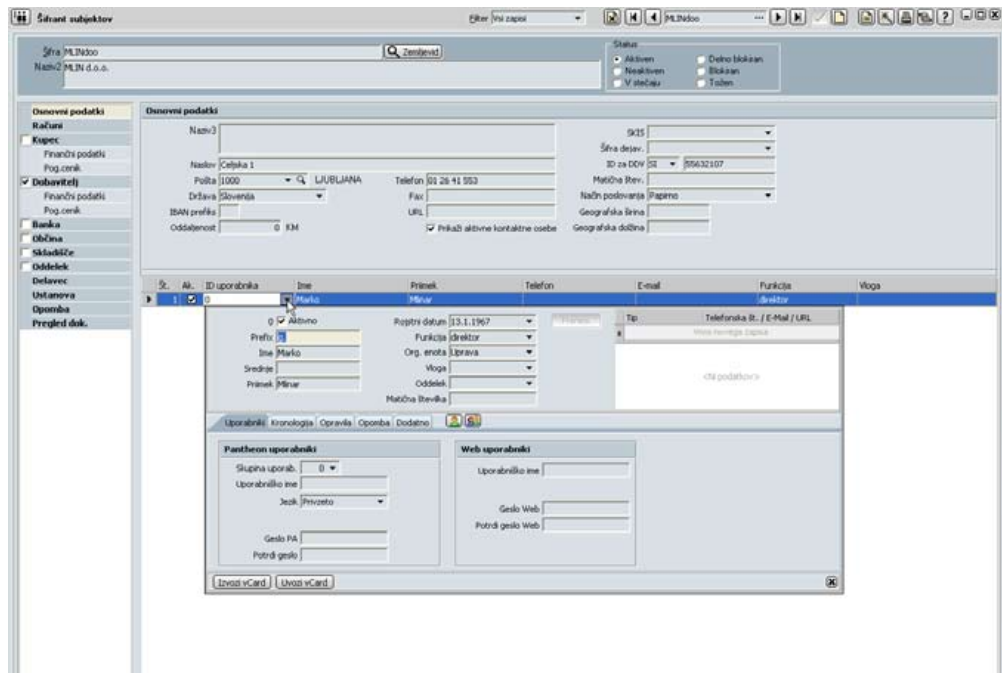 Šifrant subjektov
Filter Vsi zapisi
MLINdoo
Šifra MLINdoo
Zemljevid
Naziv2 MLIN d.o.o.
Status
Aktiven
Delno blokiran
Neaktiven
Blokiran
V stečaju
Tožen
Osnovni podatki
Računi
Kupec
Finančni podatki
Pog.cenik
Dobavitelj
Finančni podatki
Pog.cenik
Banka
Občina
Skladišče
Oddelek
Delavec
Ustanova
Opomba
Pregled dok.
Osnovni podatki
Naziv3
Naslov Celjska 1
Pošta 1000 LJUBLJANA
Država Slovenija
IBAN prefiks
Oddaljenost 0 KM
Telefon 01 26 41 553
Fax
URL
Prikaži aktivne kontaktne osebe
SKIS
Šifra dejav.
ID za DDV SI 55632107
Matična štev.
Način poslovanja Papirno
Geografska širina
Geografska dolžina
Št. Ak. ID uporabnika Ime Priimek Telefon E-mail Funkcija Vloga
1 0 Marko Mlinar direktor
0 Aktivno
Prefix g.
Ime Marko
Srednje
Priimek Mlinar
Rojstni datum 13.1.1967
Funkcija direktor
Org. enota Uprava
Vloga
Oddelek
Matična številka
Tip Telefonska št. / E-Mail / URL
Vnos novega zapisa
<Ni podatkov>
Uporabniki Kronologija Opravila Opomba Dodatno
Pantheon uporabniki
Skupina uporab. 0
Uporabniško ime
Jezik Privzeto
Geslo PA
Potrdi geslo
Web uporabniki
Uporabniško ime
Geslo Web
Potrdi geslo Web
Izvozi vCard Uvozi vCard